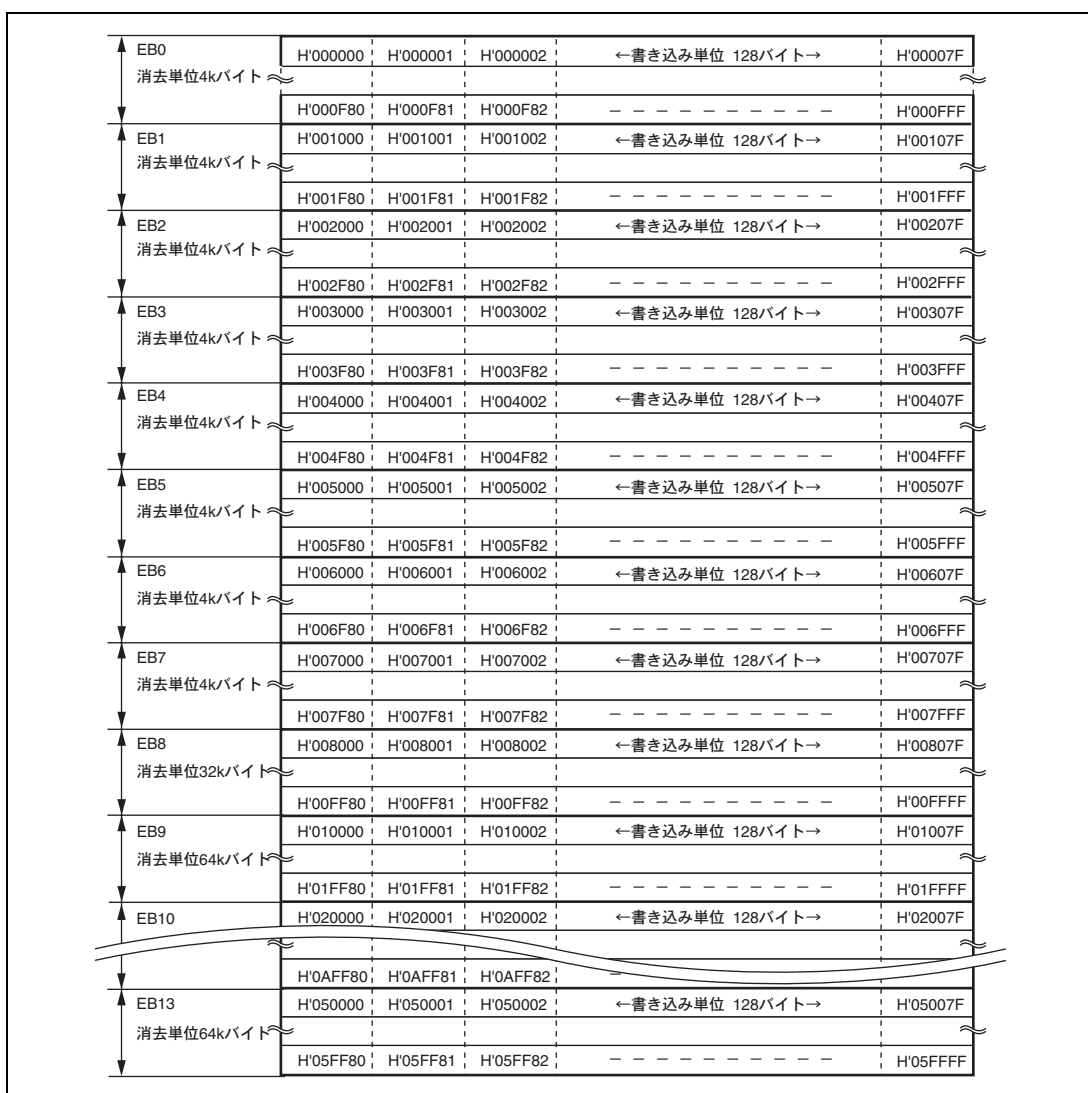 EB0 H'000000 H'000001 H'000002 ←書き込み単位 128バイト→ H'00007F
消去単位4kバイト
H'000F80 H'000F81 H'000F82 － － － － － － － － － － H'000FFF
EB1 H'001000 H'001001 H'001002 ←書き込み単位 128バイト→ H'00107F
消去単位4kバイト
H'001F80 H'001F81 H'001F82 － － － － － － － － － － H'001FFF
EB2 H'002000 H'002001 H'002002 ←書き込み単位 128バイト→ H'00207F
消去単位4kバイト
H'002F80 H'002F81 H'002F82 － － － － － － － － － － H'002FFF
EB3 H'003000 H'003001 H'003002 ←書き込み単位 128バイト→ H'00307F
消去単位4kバイト
H'003F80 H'003F81 H'003F82 － － － － － － － － － － H'003FFF
EB4 H'004000 H'004001 H'004002 ←書き込み単位 128バイト→ H'00407F
消去単位4kバイト
H'004F80 H'004F81 H'004F82 － － － － － － － － － － H'004FFF
EB5 H'005000 H'005001 H'005002 ←書き込み単位 128バイト→ H'00507F
消去単位4kバイト
H'005F80 H'005F81 H'005F82 － － － － － － － － － － H'005FFF
EB6 H'006000 H'006001 H'006002 ←書き込み単位 128バイト→ H'00607F
消去単位4kバイト
H'006F80 H'006F81 H'006F82 － － － － － － － － － － H'006FFF
EB7 H'007000 H'007001 H'007002 ←書き込み単位 128バイト→ H'00707F
消去単位4kバイト
H'007F80 H'007F81 H'007F82 － － － － － － － － － － H'007FFF
EB8 H'008000 H'008001 H'008002 ←書き込み単位 128バイト→ H'00807F
消去単位32kバイト
H'00FF80 H'00FF81 H'00FF82 － － － － － － － － － － H'00FFFF
EB9 H'010000 H'010001 H'010002 ←書き込み単位 128バイト→ H'01007F
消去単位64kバイト
H'01FF80 H'01FF81 H'01FF82 － － － － － － － － － － H'01FFFF
EB10 H'020000 H'020001 H'020002 ←書き込み単位 128バイト→ H'02007F
H'0AFF80 H'0AFF81 H'0AFF82 －
EB13 H'050000 H'050001 H'050002 ←書き込み単位 128バイト→ H'05007F
消去単位64kバイト
H'05FF80 H'05FF81 H'05FF82 － － － － － － － － － － H'05FFFF